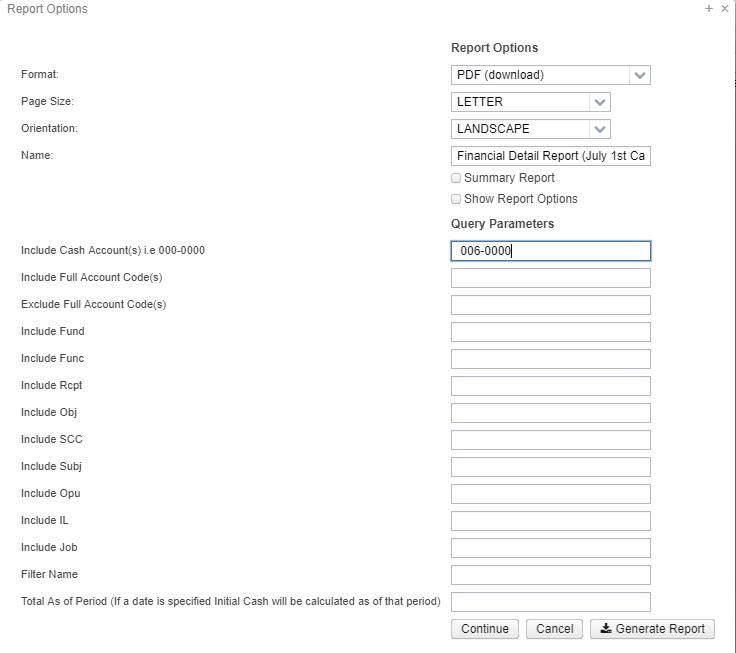 Report Options
Report Options
Format: PDF (download)
Page Size: LETTER
Orientation: LANDSCAPE
Name: Financial Detail Report (July 1st Ca
Summary Report
Show Report Options
Query Parameters
Include Cash Account(s) i.e 000-0000 006-0000
Include Full Account Code(s)
Exclude Full Account Code(s)
Include Fund
Include Func
Include Rcpt
Include Obj
Include SCC
Include Subj
Include Opu
Include IL
Include Job
Filter Name
Total As of Period (If a date is specified Initial Cash will be calculated as of that period)
Continue Cancel Generate Report